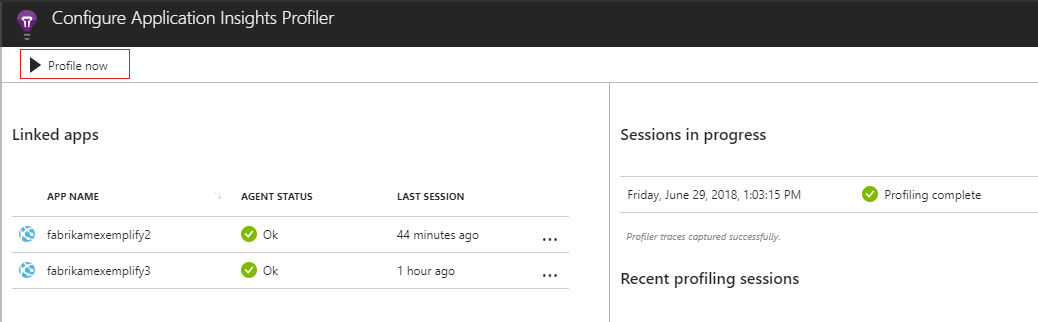 Configure Application Insights Profiler
Profile now
Linked apps
APP NAME AGENT STATUS LAST SESSION
fabrikamexemplify2 Ok 44 minutes ago ...
fabrikamexemplify3 Ok 1 hour ago ...
Sessions in progress
Friday, June 29, 2018, 1:03:15 PM Profiling complete
Profiler traces captured successfully.
Recent profiling sessions